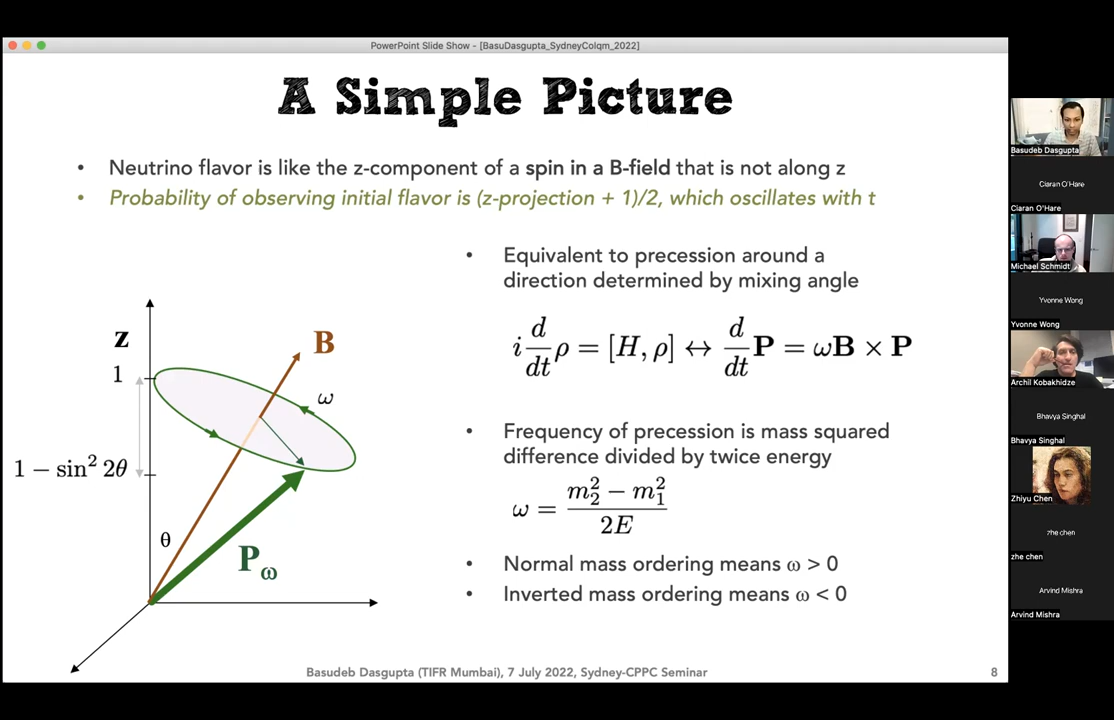 PowerPoint Slide Show - [BasuDasgupta_SydneyColqm_2022]
A Simple Picture
• Neutrino flavor is like the z-component of a spin in a B-field that is not along z
• Probability of observing initial flavor is (z-projection + 1)/2, which oscillates with t
• Equivalent to precession around a
direction determined by mixing angle
i d/dt ρ = [H, ρ] ↔ d/dt P = ωB × P
• Frequency of precession is mass squared
difference divided by twice energy
ω = (m₂² − m₁²) / 2E
• Normal mass ordering means ω > 0
• Inverted mass ordering means ω < 0
z
B
1
ω
1 − sin² 2θ
θ
P_ω
Basudeb Dasgupta (TIFR Mumbai), 7 July 2022, Sydney-CPPC Seminar
8
Basudeb Dasgupta
Ciaran O'Hare
Ciaran O'Hare
Michael Schmidt
Yvonne Wong
Yvonne Wong
Archil Kobakhidze
Bhavya Singhal
Bhavya Singhal
Zhiyu Chen
zhe chen
zhe chen
Arvind Mishra
Arvind Mishra